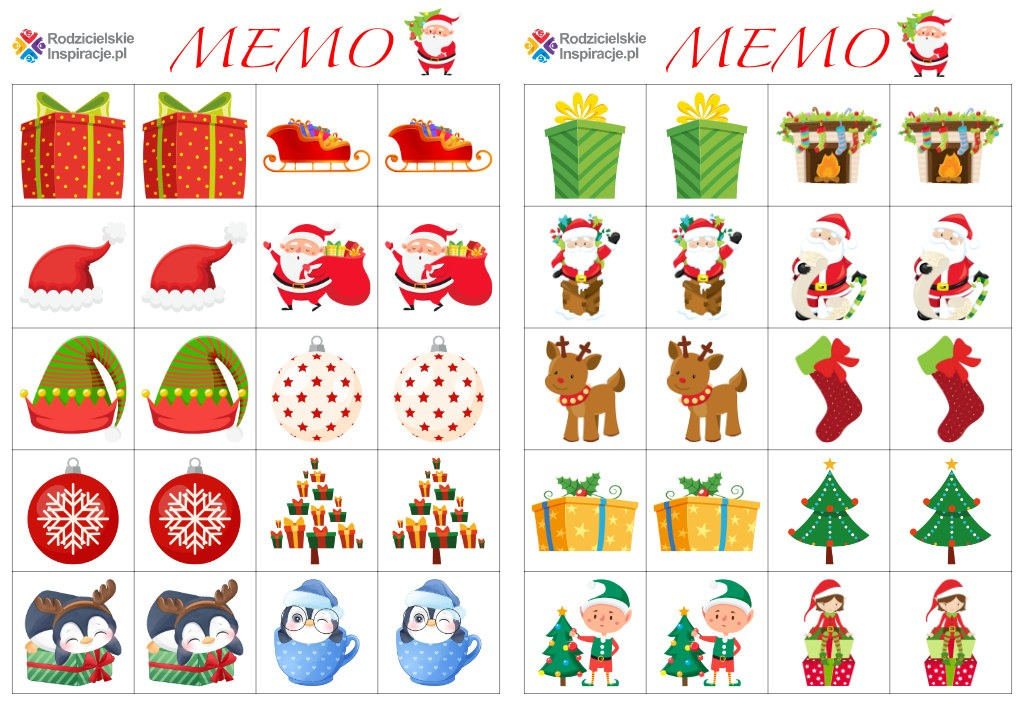 Rodzicielskie
Inspiracje.pl
MEMO
Rodzicielskie
Inspiracje.pl
MEMO